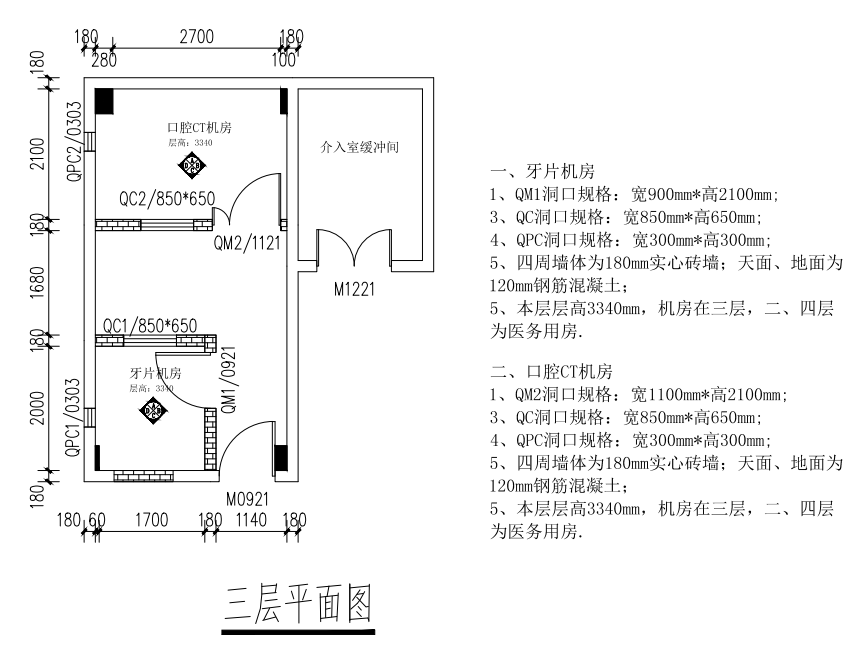 180 2700 180
280 100
180
2100
180
1680
180
2000
180
QPC2/0303
口腔CT机房
层高：3340
A
B
C
D
介入室缓冲间
QC2/850*650
QM2/1121
M1221
QC1/850*650
牙片机房
层高：3340
A
B
C
D
QM1/0921
QPC1/0303
M0921
180 60 1700 180 1140 180
三层平面图
一、牙片机房
1、QM1洞口规格：宽900mm*高2100mm;
3、QC洞口规格：宽850mm*高650mm;
4、QPC洞口规格：宽300mm*高300mm;
5、四周墙体为180mm实心砖墙；天面、地面为
120mm钢筋混凝土；
5、本层层高3340mm，机房在三层，二、四层
为医务用房.
二、口腔CT机房
1、QM2洞口规格：宽1100mm*高2100mm;
3、QC洞口规格：宽850mm*高650mm;
4、QPC洞口规格：宽300mm*高300mm;
5、四周墙体为180mm实心砖墙；天面、地面为
120mm钢筋混凝土；
5、本层层高3340mm，机房在三层，二、四层
为医务用房.